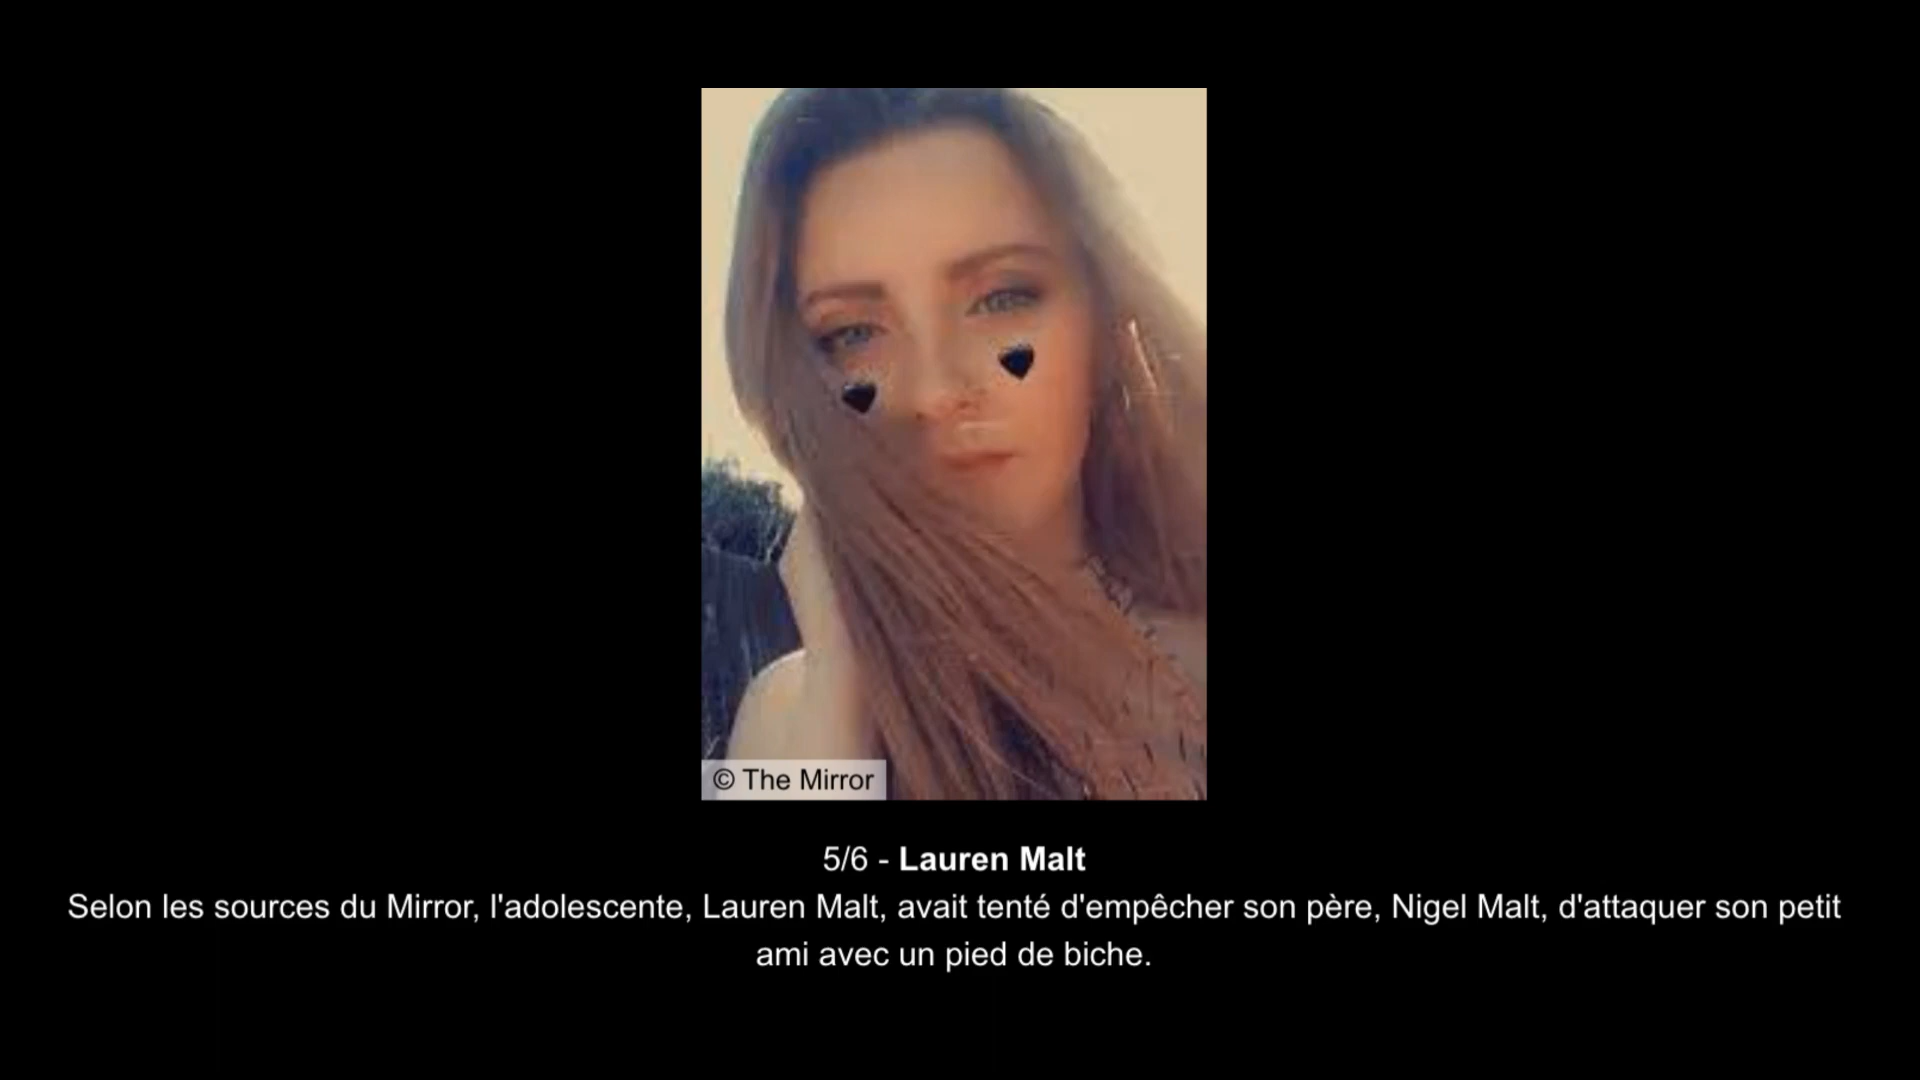 © The Mirror
5/6 - Lauren Malt
Selon les sources du Mirror, l'adolescente, Lauren Malt, avait tenté d'empêcher son père, Nigel Malt, d'attaquer son petit
ami avec un pied de biche.